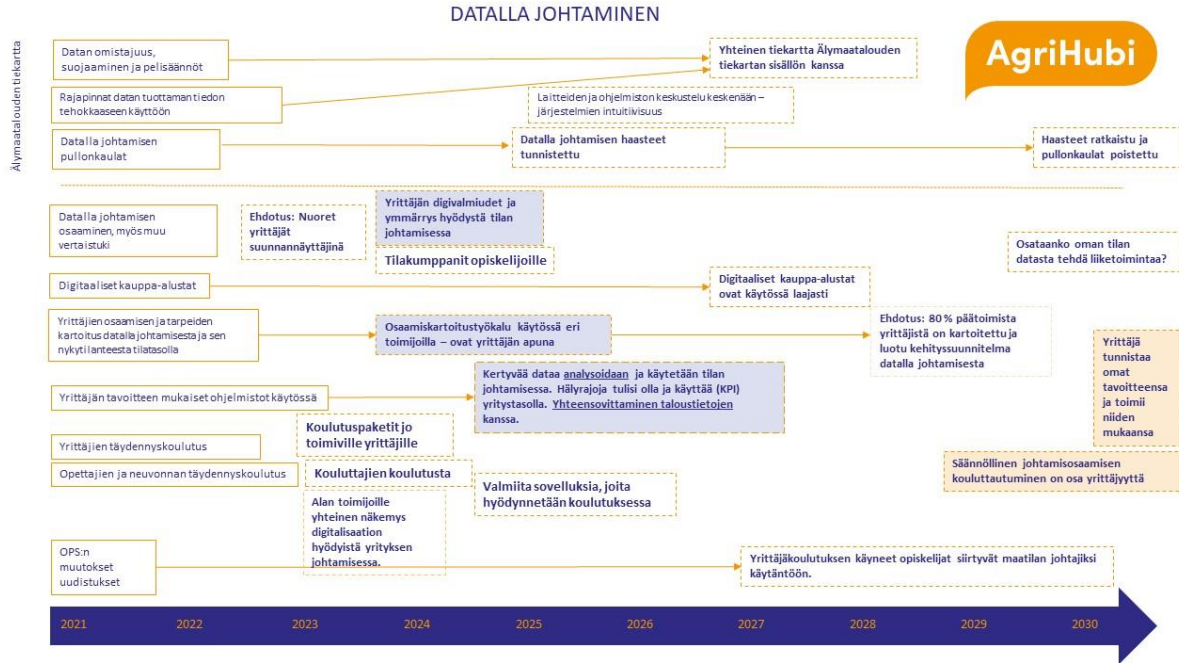 DATALLA JOHTAMINEN
AgriHubi
Älymaatalouden tiekartta
Datan omistajuus,
suojaaminen ja pelisäännöt
Yhteinen tiekartta Älymaatalouden
tiekartan sisällön kanssa
Rajapinnat datan tuottaman tiedon
tehokkaaseen käyttöön
Laitteiden ja ohjelmiston keskustelu keskenään –
järjestelmien intuitiivisuus
Datalla johtamisen
pullonkaulat
Datalla johtamisen haasteet
tunnistettu
Haasteet ratkaistu ja
pullonkaulat poistettu
Datalla johtamisen
osaaminen, myös muu
vertaistuki
Ehdotus: Nuoret
yrittäjät
suunnannäyttäjinä
Yrittäjän digivalmiudet ja
ymmärrys hyödystä tilan
johtamisessa
Tilakumppanit opiskelijoille
Osataanko oman tilan
datasta tehdä liiketoimintaa?
Digitaaliset kauppa-alustat
Digitaaliset kauppa-alustat
ovat käytössä laajasti
Yrittäjien osaamisen ja tarpeiden
kartoitus datalla johtamisesta ja sen
nykytilanteesta tilatasolla
Osaamiskartoitustyökalu käytössä eri
toimijoilla – ovat yrittäjän apuna
Ehdotus: 80 % päätoimista
yrittäjistä on kartoitettu ja
luotu kehityssuunnitelma
datalla johtamisesta
Yrittäjä
tunnistaa
omat
tavoitteensa
ja toimii
niiden
mukaansa
Yrittäjän tavoitteen mukaiset ohjelmistot käytössä
Kertyvää dataa analysoidaan ja käytetään tilan
johtamisessa. Hälyrajoja tulisi olla ja käyttää (KPI)
yritystasolla. Yhteensovittaminen taloustietojen
kanssa.
Yrittäjien täydennyskoulutus
Koulutuspaketit jo
toimiville yrittäjille
Opettajien ja neuvonnan täydennyskoulutus
Kouluttajien koulutusta
Valmiita sovelluksia, joita
hyödynnetään koulutuksessa
Säännöllinen johtamisosaamisen
kouluttautuminen on osa yrittäjyyttä
Alan toimijoille
yhteinen näkemys
digitalisaation
hyödyistä yrityksen
johtamisessa.
OPS:n
muutokset
uudistukset
Yrittäjäkoulutuksen käyneet opiskelijat siirtyvät maatilan johtajiksi
käytäntöön.
2021 2022 2023 2024 2025 2026 2027 2028 2029 2030